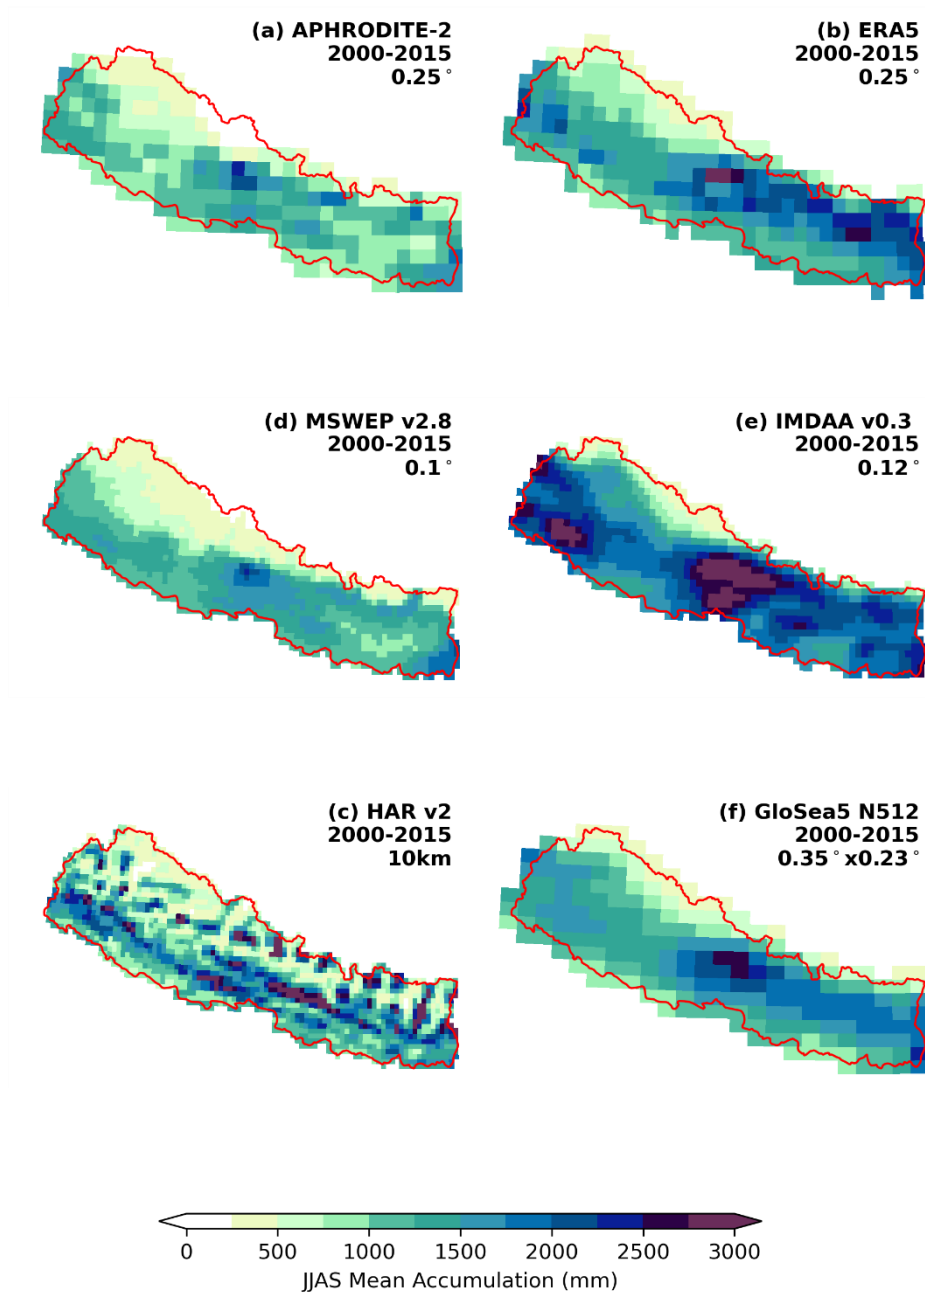 (a) APHRODITE-2
2000-2015
0.25°
(b) ERA5
2000-2015
0.25°
(d) MSWEP v2.8
2000-2015
0.1°
(e) IMDAA v0.3
2000-2015
0.12°
(c) HAR v2
2000-2015
10km
(f) GloSea5 N512
2000-2015
0.35°x0.23°
0 500 1000 1500 2000 2500 3000
JJAS Mean Accumulation (mm)